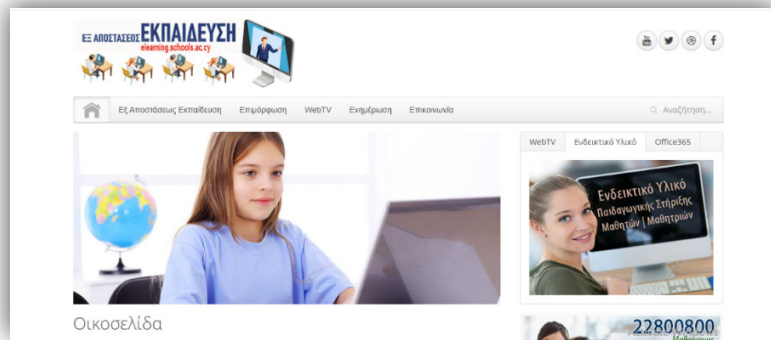 ΕΞ ΑΠΟΣΤΑΣΕΩΣ ΕΚΠΑΙΔΕΥΣΗ
elearning.schools.ac.cy
Εξ Αποστάσεως Εκπαίδευση Επιμόρφωση WebTV Ενημέρωση Επικοινωνία Αναζήτηση...
WebTV Ενδεικτικό Υλικό Office365
Ενδεικτικό Υλικό
Παιδαγωγικής Στήριξης
Μαθητών | Μαθητριών
Οικοσελίδα
22800800